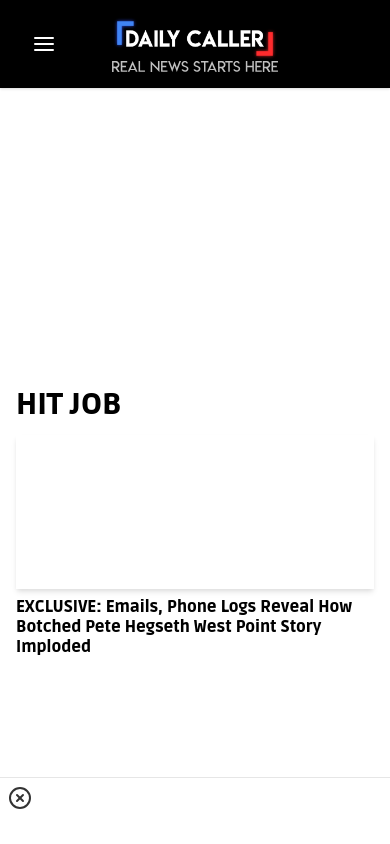 DAILY CALLER
REAL NEWS STARTS HERE
HIT JOB
EXCLUSIVE: Emails, Phone Logs Reveal How
Botched Pete Hegseth West Point Story
Imploded